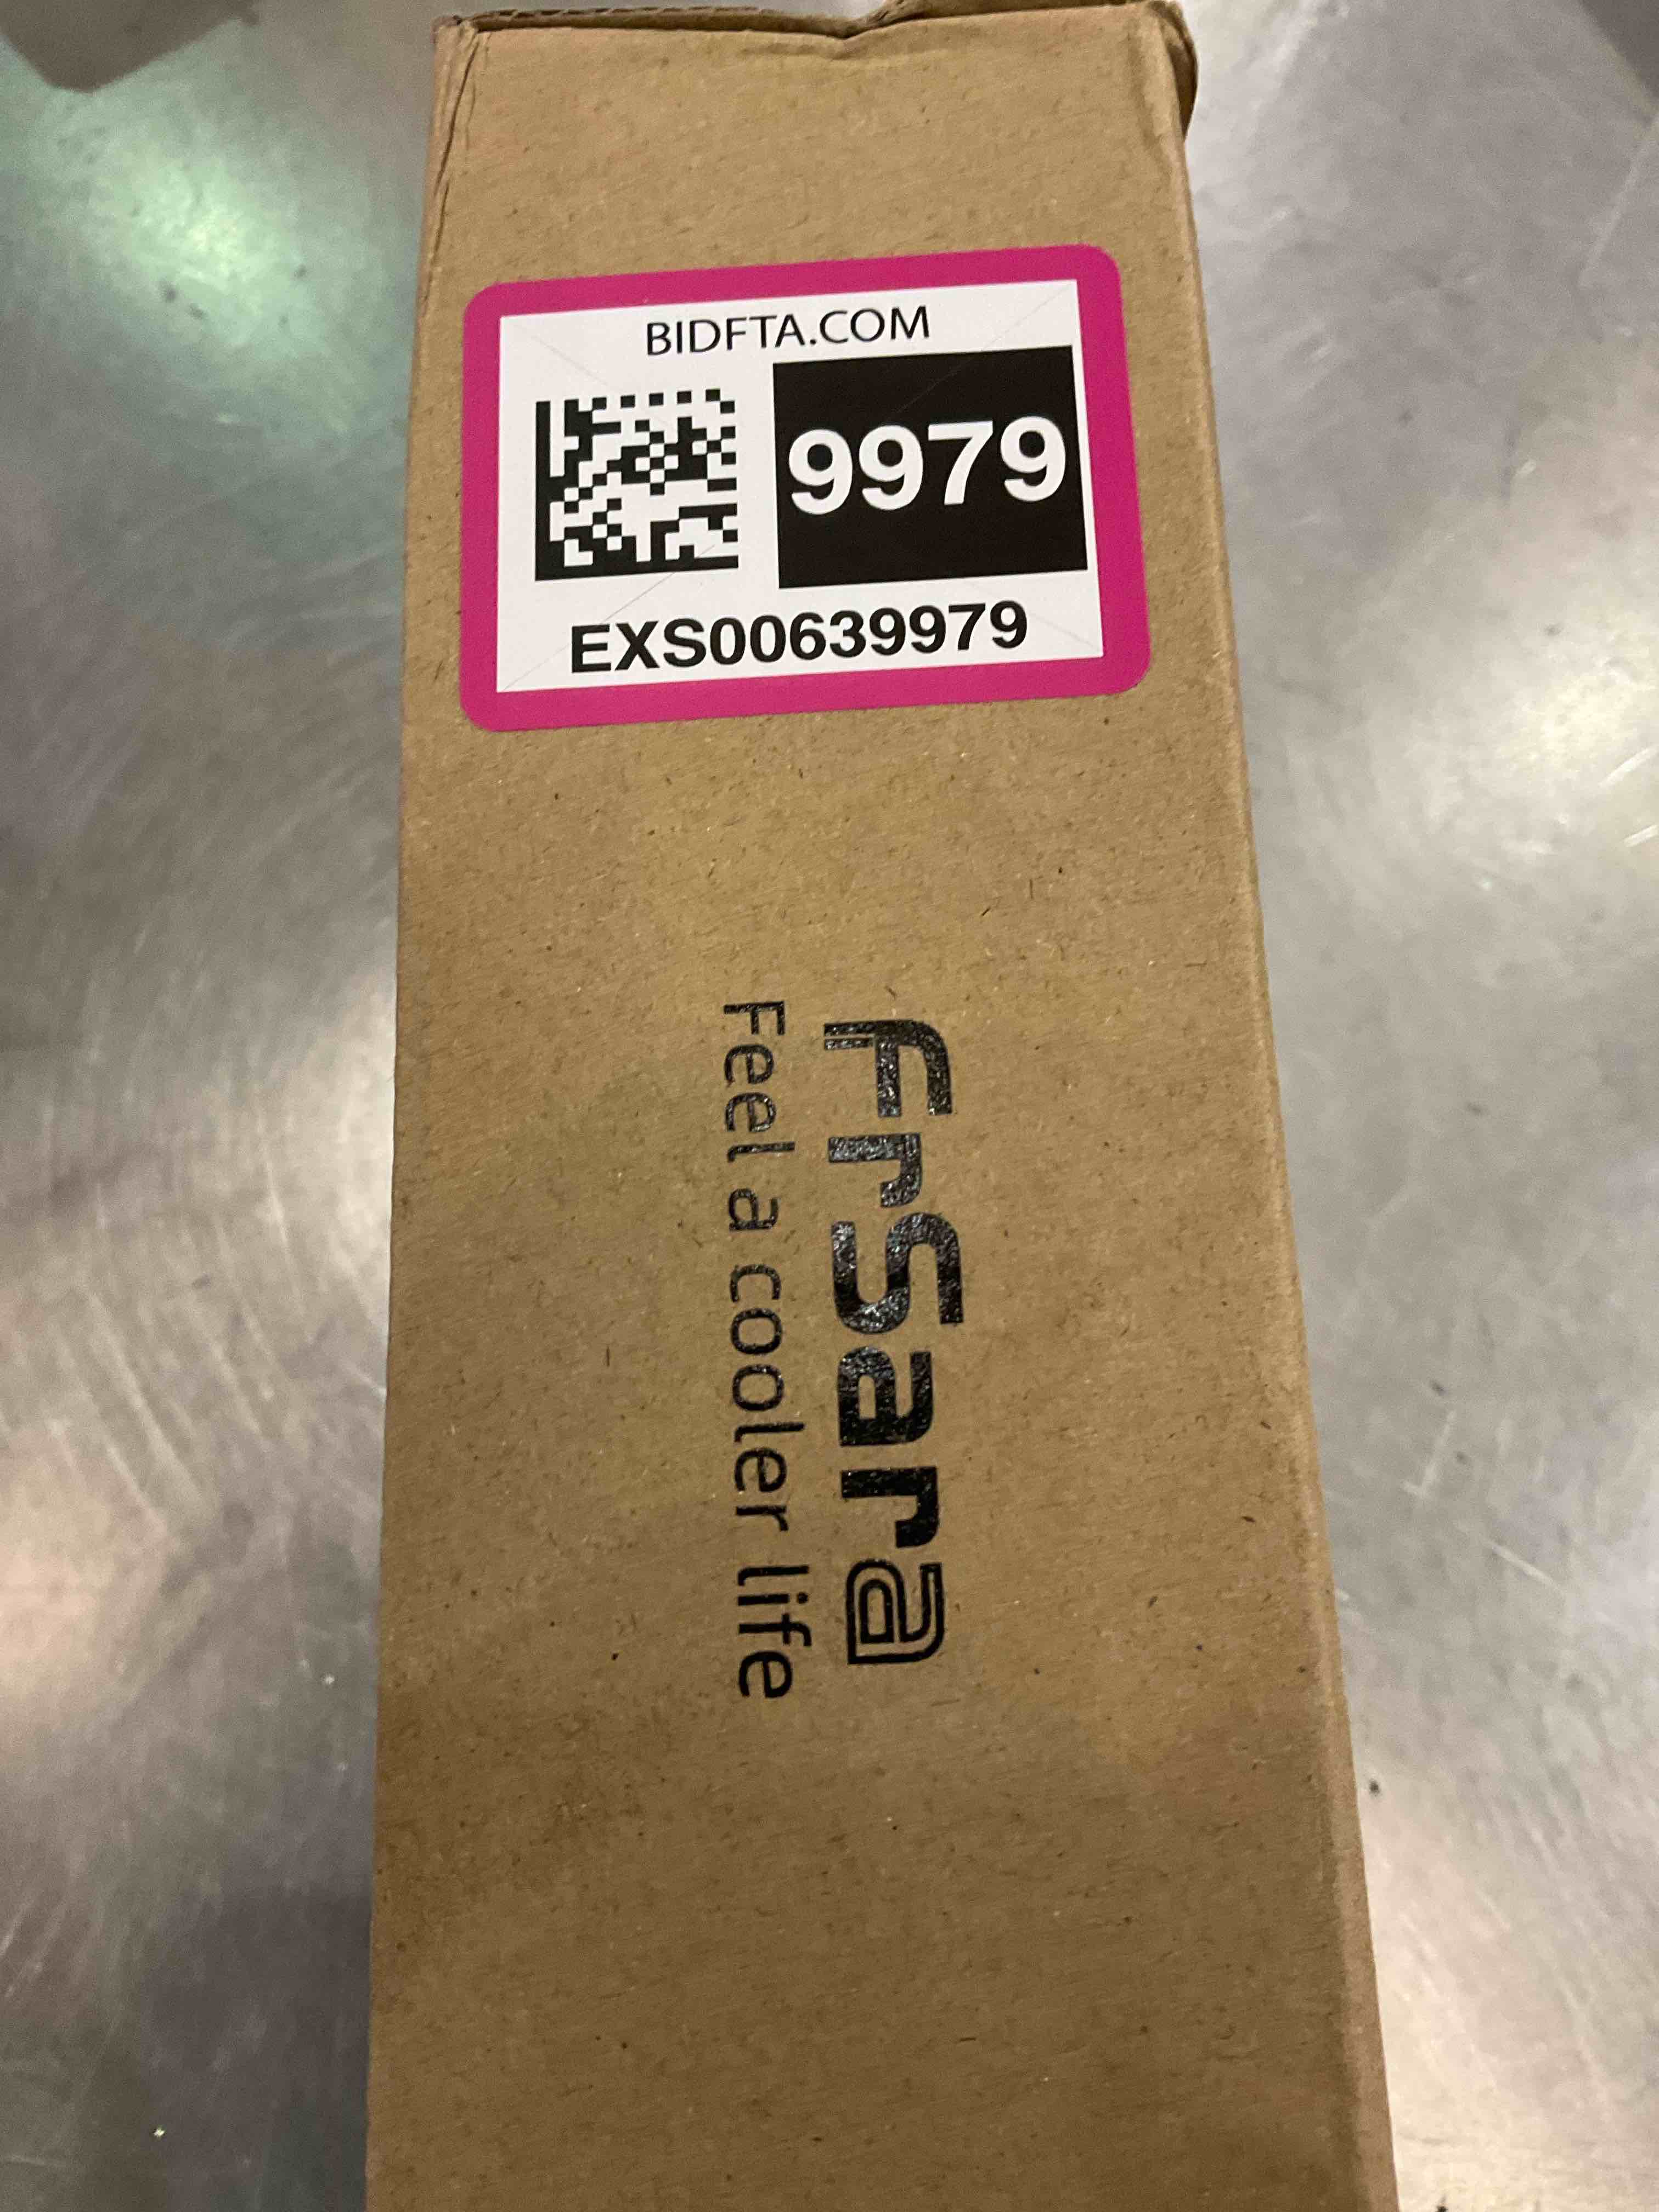 BIDFTA.COM
9979
EXS00639979
FrSara
Feel a cooler life